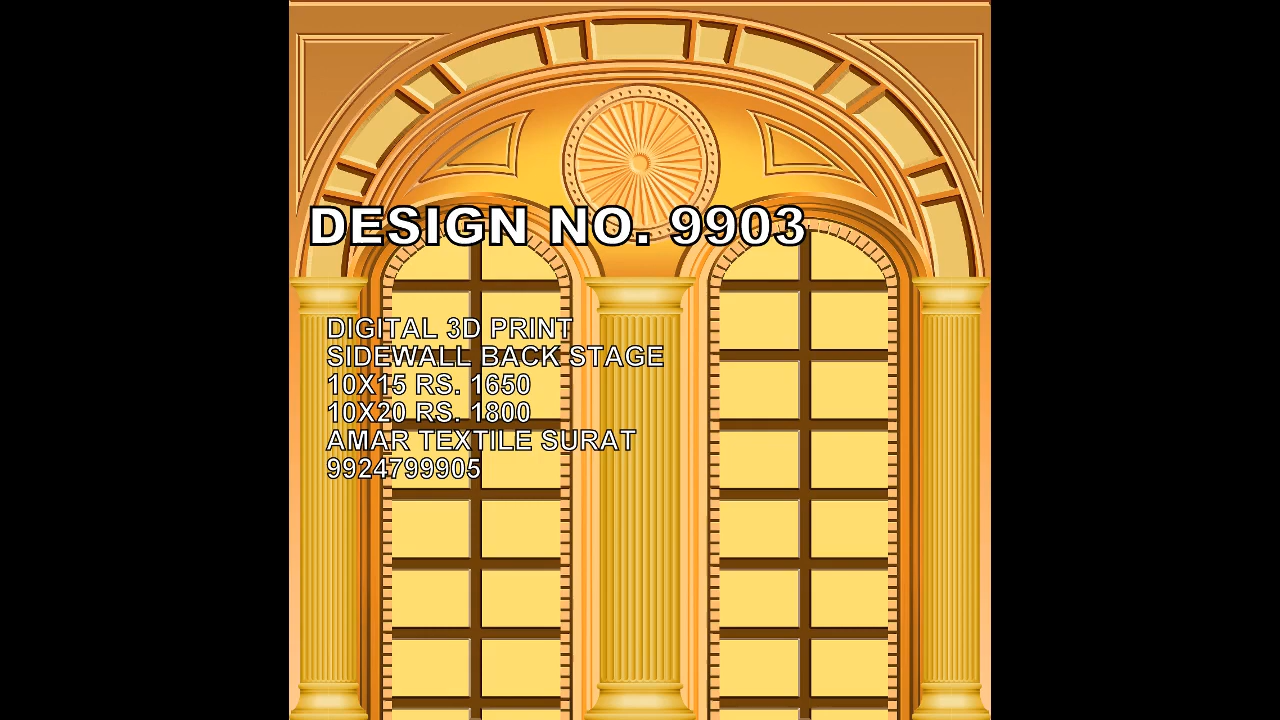 DESIGN NO. 9903
DIGITAL 3D PRINT
SIDEWALL BACK STAGE
10X15 RS. 1650
10X20 RS. 1800
AMAR TEXTILE SURAT
9924799905